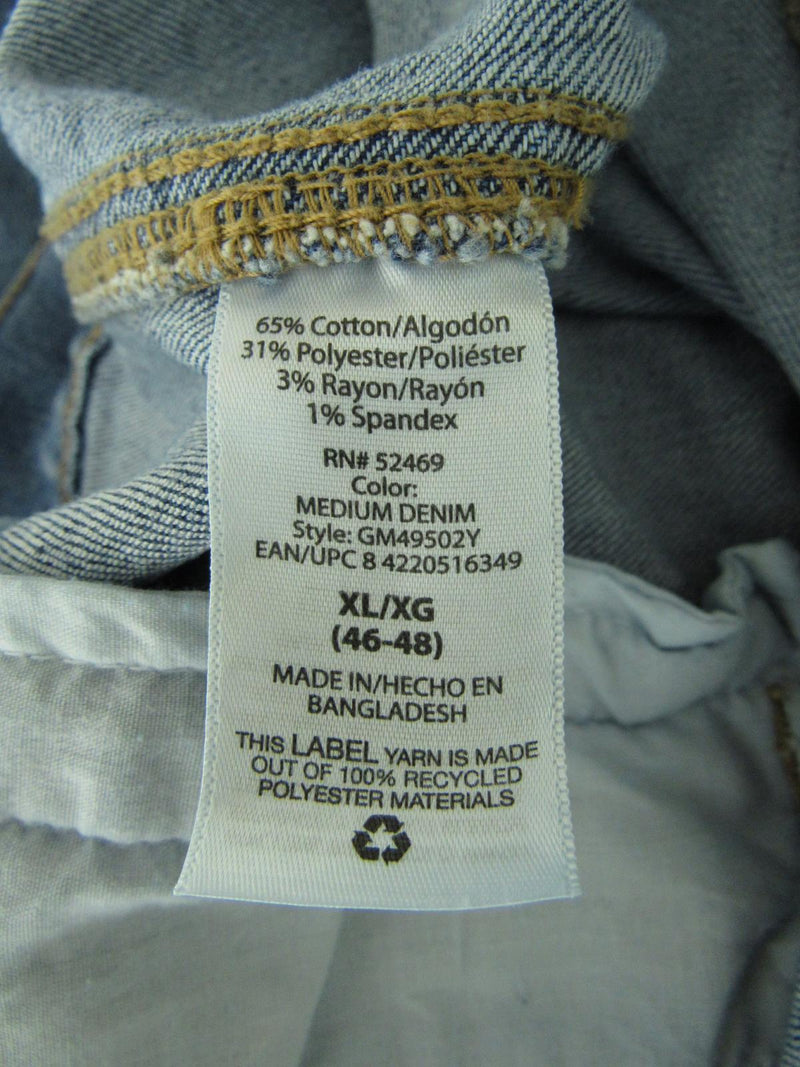 65% Cotton/Algodón
31% Polyester/Poliéster
3% Rayon/Rayón
1% Spandex
RN# 52469
Color:
MEDIUM DENIM
Style: GM49502Y
EAN/UPC 8 4220516349
XL/XG
(46-48)
MADE IN/HECHO EN
BANGLADESH
THIS LABEL YARN IS MADE
OUT OF 100% RECYCLED
POLYESTER MATERIALS